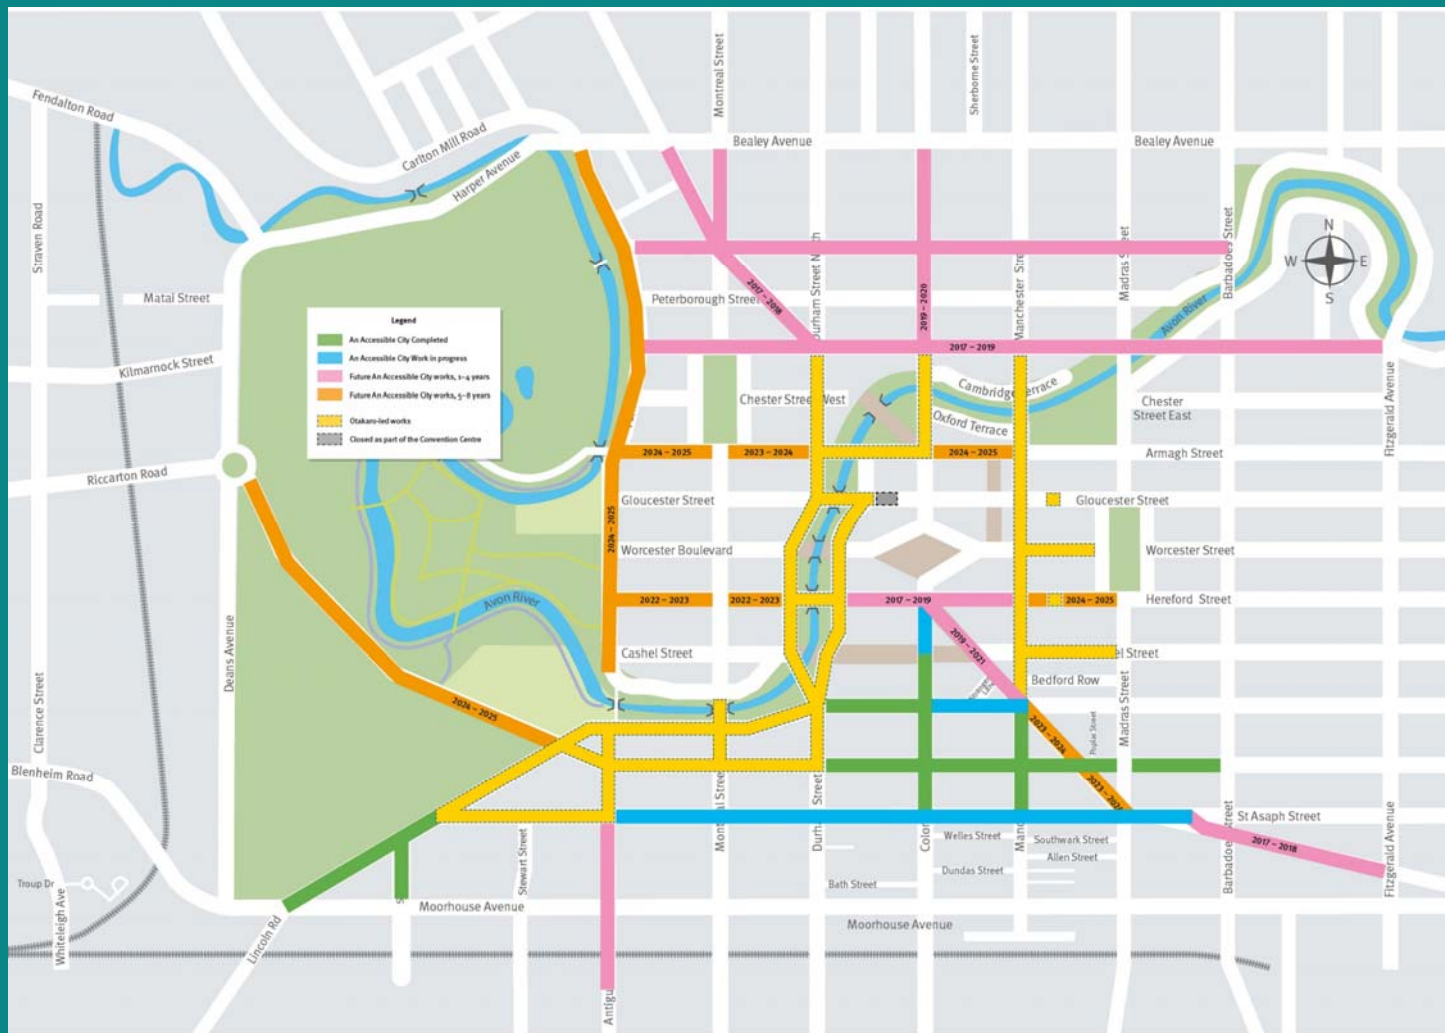 Montreal Street
Sherborne Street
Fendalton Road
Carlton Mill Road
Bealey Avenue
Bealey Avenue
Harper Avenue
Straven Road
Barbadoes Street
N
W
E
S
Matai Street
2017 – 2018
Peterborough Street
2019 – 2020
Avon River
Legend
An Accessible City Completed
An Accessible City Work in progress
Future An Accessible City works, 1–4 years
Future An Accessible City works, 5–8 years
Otakaro-led works
Closed as part of the Convention Centre
2017 – 2019
Kilmarnock Street
Cambridge Terrace
Chester Street West
Chester
Street East
Oxford Terrace
Fitzgerald Avenue
Riccarton Road
2024 – 2025
2023 – 2024
2024 – 2025
Armagh Street
Gloucester Street
Gloucester Street
2024 – 2025
Worcester Boulevard
Worcester Street
Avon River
2022 – 2023
2022 – 2023
2017 – 2019
2024 – 2025
Hereford Street
Deans Avenue
Cashel Street
2019 – 2021
el Street
Bedford Row
Clarence Street
2024 – 2025
Madras Street
Poplar Street
2023 – 2024
Blenheim Road
St Asaph Street
Welles Street
Southwark Street
2017 – 2018
Allen Street
Dundas Street
Bath Street
Stewart Street
Troup Dr
Whiteleigh Ave
Lincoln Rd
Moorhouse Avenue
Moorhouse Avenue
Barbadoes Street
Fitzgerald Avenue
Antigu